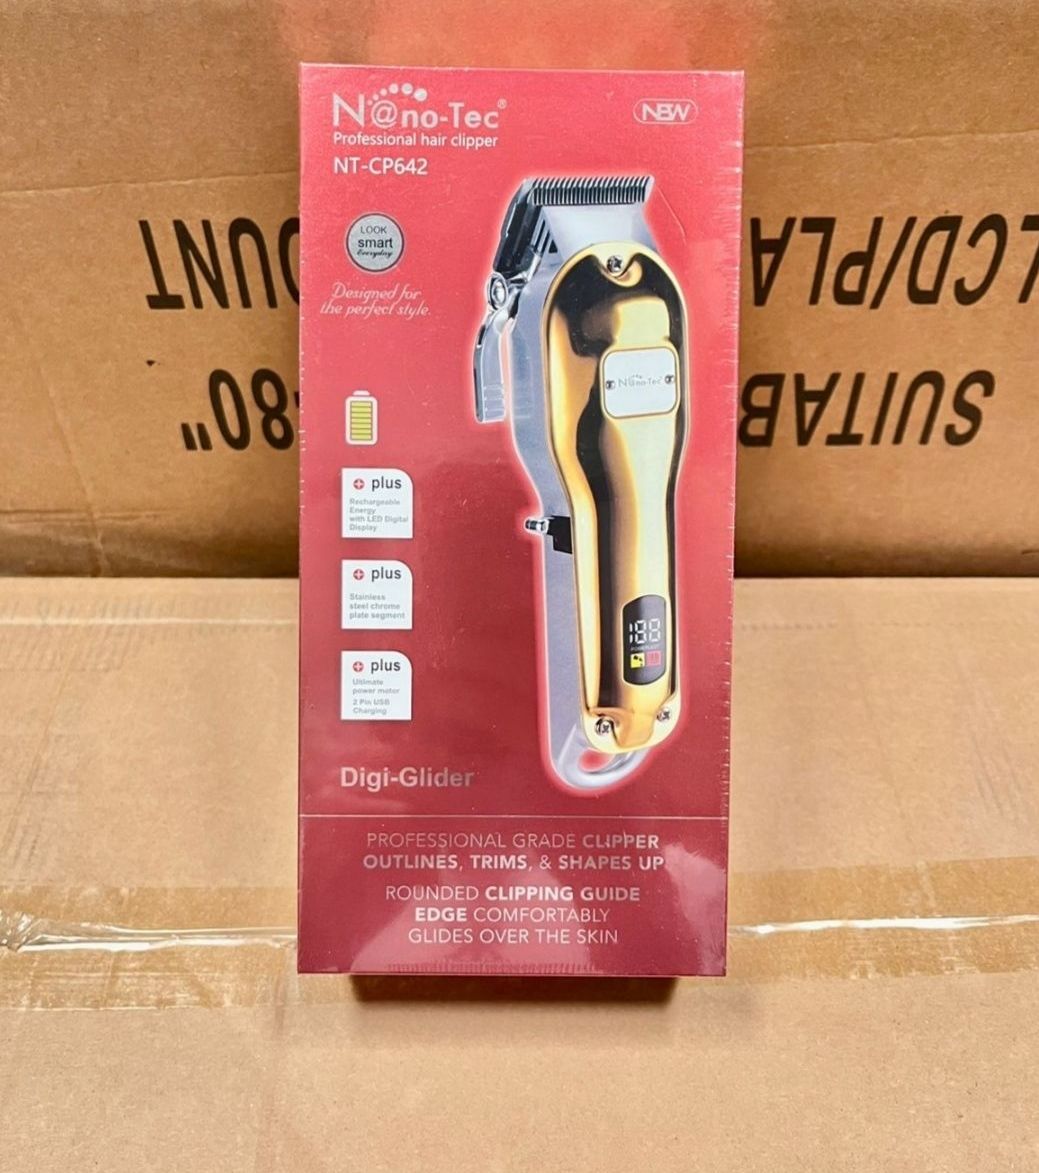 N@no-Tec®
NEW
Professional hair clipper
NT-CP642
LOOK
smart
Everyday
Designed for
the perfect style.
N@no-Tec
plus
Rechargeable
Energy
with LED Digital
Display
plus
Stainless
steel chrome
plate segment
plus
Ultimate
power motor
2 Pin USB
Charging
188
Digi-Glider
PROFESSIONAL GRADE CLIPPER
OUTLINES, TRIMS, & SHAPES UP
ROUNDED CLIPPING GUIDE
EDGE COMFORTABLY
GLIDES OVER THE SKIN
SUITAB
80"
LCD/PLA
OUNT